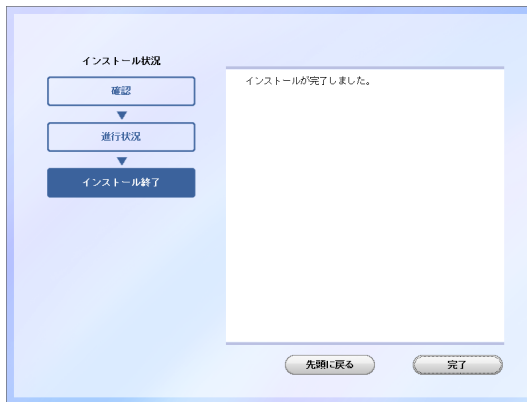 インストール状況
確認
進行状況
インストール終了
インストールが完了しました。
先頭に戻る
完了